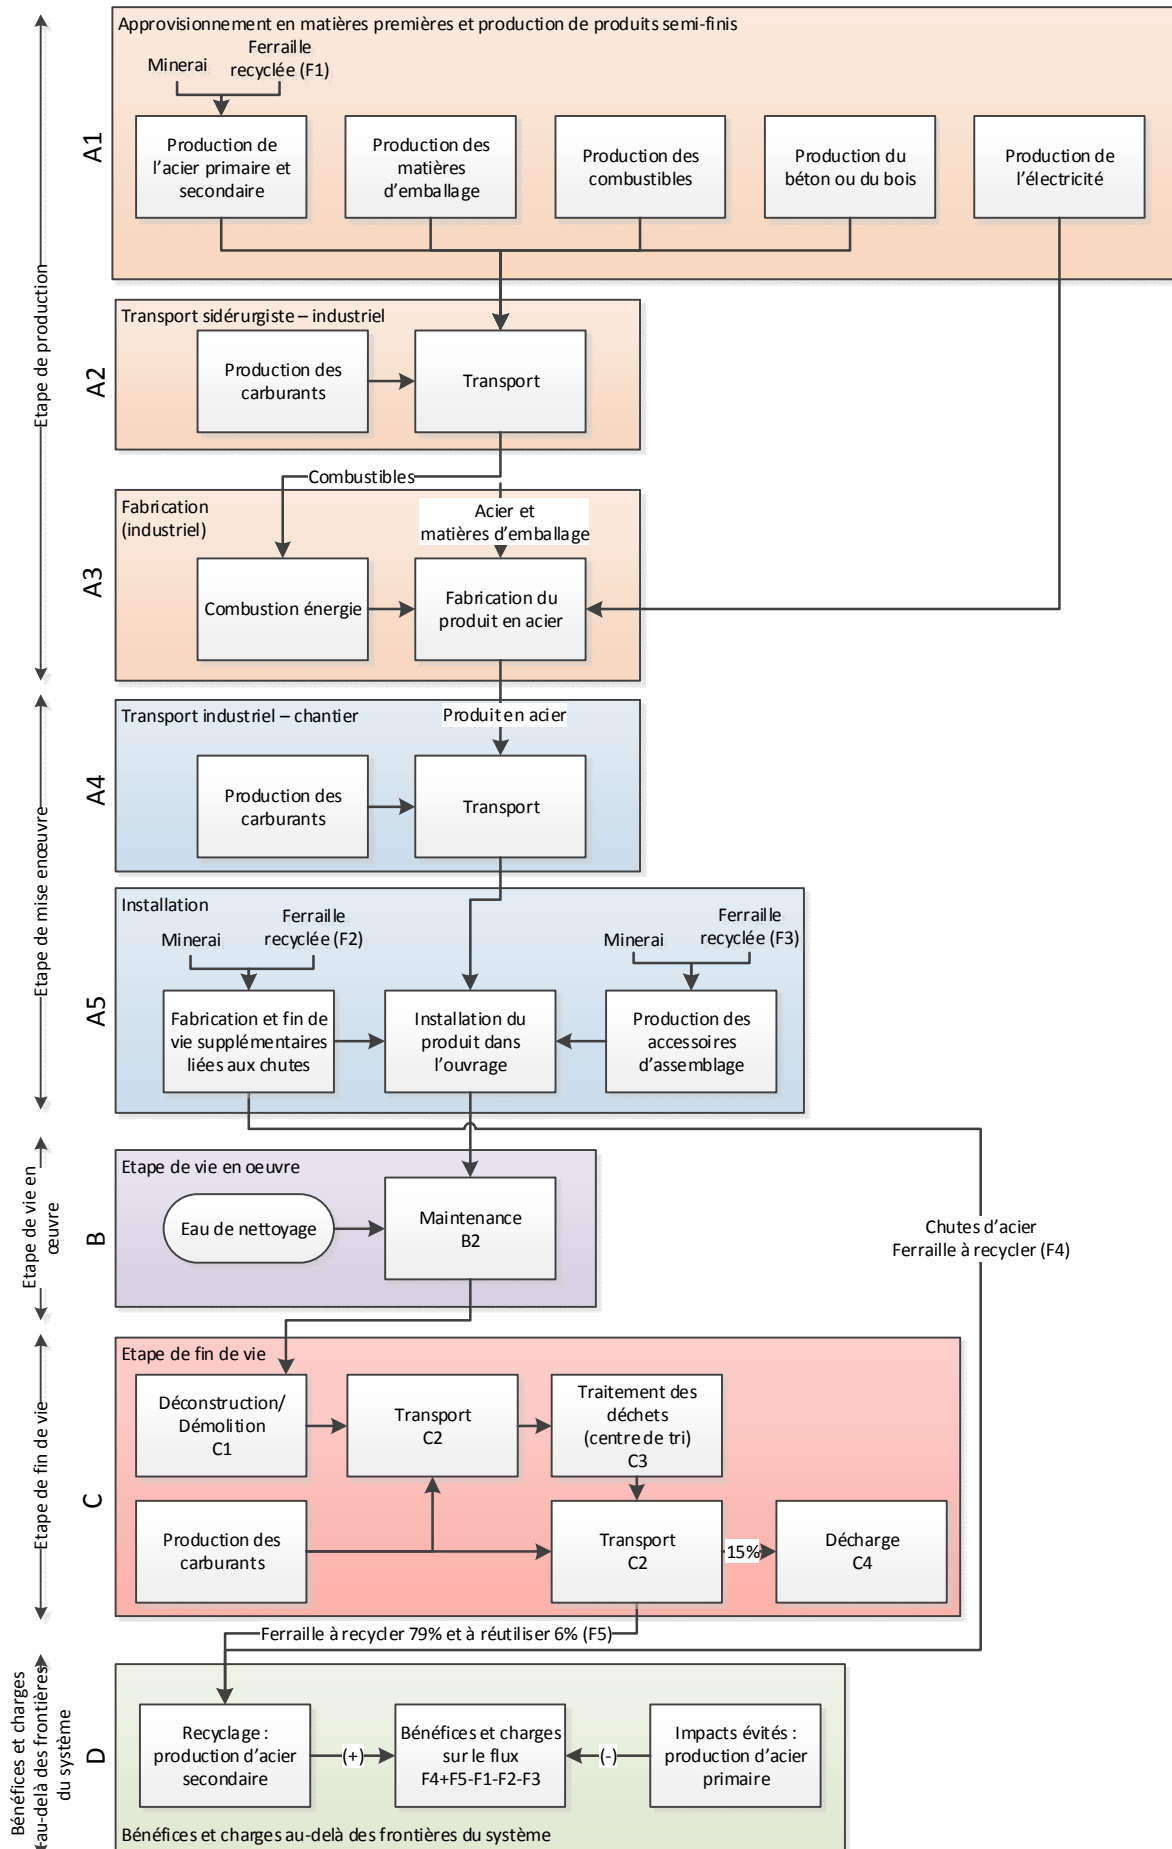 Approvisionnement en matières premières et production de produits semi-finis
Minerai
Ferraille
recyclée (F1)
A1
Production de
l'acier primaire et
secondaire
Production des
matières
d'emballage
Production des
combustibles
Production du
béton ou du bois
Production de
l'électricité
Etape de production
Transport sidérurgiste – industriel
A2
Production des
carburants
Transport
Combustibles
Fabrication
(industriel)
Acier et
matières d'emballage
A3
Combustion énergie
Fabrication du
produit en acier
Transport industriel – chantier
Produit en acier
A4
Production des
carburants
Transport
Etape de mise enœuvre
Installation
Minerai
Ferraille
recyclée (F2)
Minerai
Ferraille
recyclée (F3)
A5
Fabrication et fin de
vie supplémentaires
liées aux chutes
Installation du
produit dans
l'ouvrage
Production des
accessoires
d'assemblage
Etape de vie en
œuvre
B
Etape de vie en oeuvre
Eau de nettoyage
Maintenance
B2
Chutes d'acier
Ferraille à recycler (F4)
Etape de fin de vie
C
Etape de fin de vie
Déconstruction/
Démolition
C1
Transport
C2
Traitement des
déchets
(centre de tri)
C3
Production des
carburants
Transport
C2
15%
Décharge
C4
Ferraille à recycler 79% et à réutiliser 6% (F5)
Bénéfices et charges
au-delà des frontières
du système
D
Recyclage :
production d'acier
secondaire
(+)
Bénéfices et charges
sur le flux
F4+F5-F1-F2-F3
(-)
Impacts évités :
production d'acier
primaire
Bénéfices et charges au-delà des frontières du système